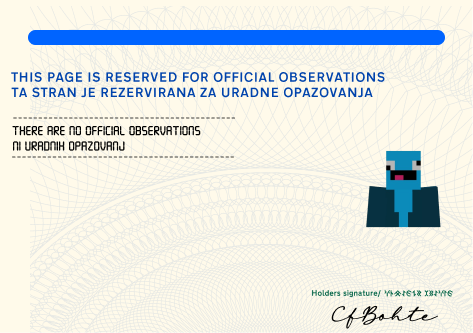 THIS PAGE IS RESERVED FOR OFFICIAL OBSERVATIONS
TA STRAN JE REZERVIRANA ZA URADNE OPAZOVANJA
THERE ARE NO OFFICIAL OBSERVATIONS
NI URADNIH OPAZOVANJ
Holders signature/
CfBohte